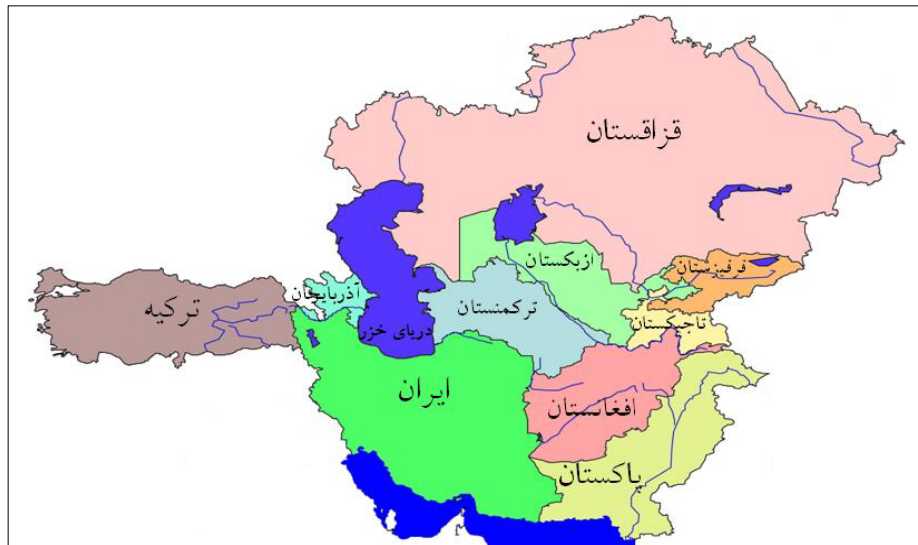 قزاقستان
ازبکستان
قرقیزستان
آذربایجان
ترکمنستان
ترکیه
تاجیکستان
دریای خزر
ایران
افغانستان
پاکستان